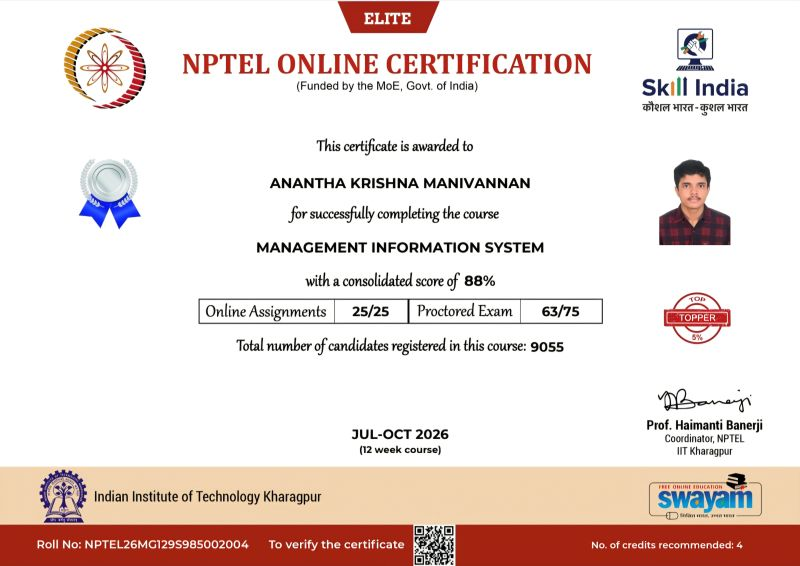 ELITE
NPTEL ONLINE CERTIFICATION
(Funded by the MoE, Govt. of India)
Skill India
कौशल भारत - कुशल भारत
This certificate is awarded to
ANANTHA KRISHNA MANIVANNAN
for successfully completing the course
MANAGEMENT INFORMATION SYSTEM
with a consolidated score of 88%
Online Assignments 25/25 Proctored Exam 63/75
TOP
TOPPER
5%
Total number of candidates registered in this course: 9055
JUL-OCT 2026
(12 week course)
Prof. Haimanti Banerji
Coordinator, NPTEL
IIT Kharagpur
Indian Institute of Technology Kharagpur
FREE ONLINE EDUCATION
swayam
शिक्षित भारत, उन्नत भारत
Roll No: NPTEL26MG129S985002004 To verify the certificate No. of credits recommended: 4